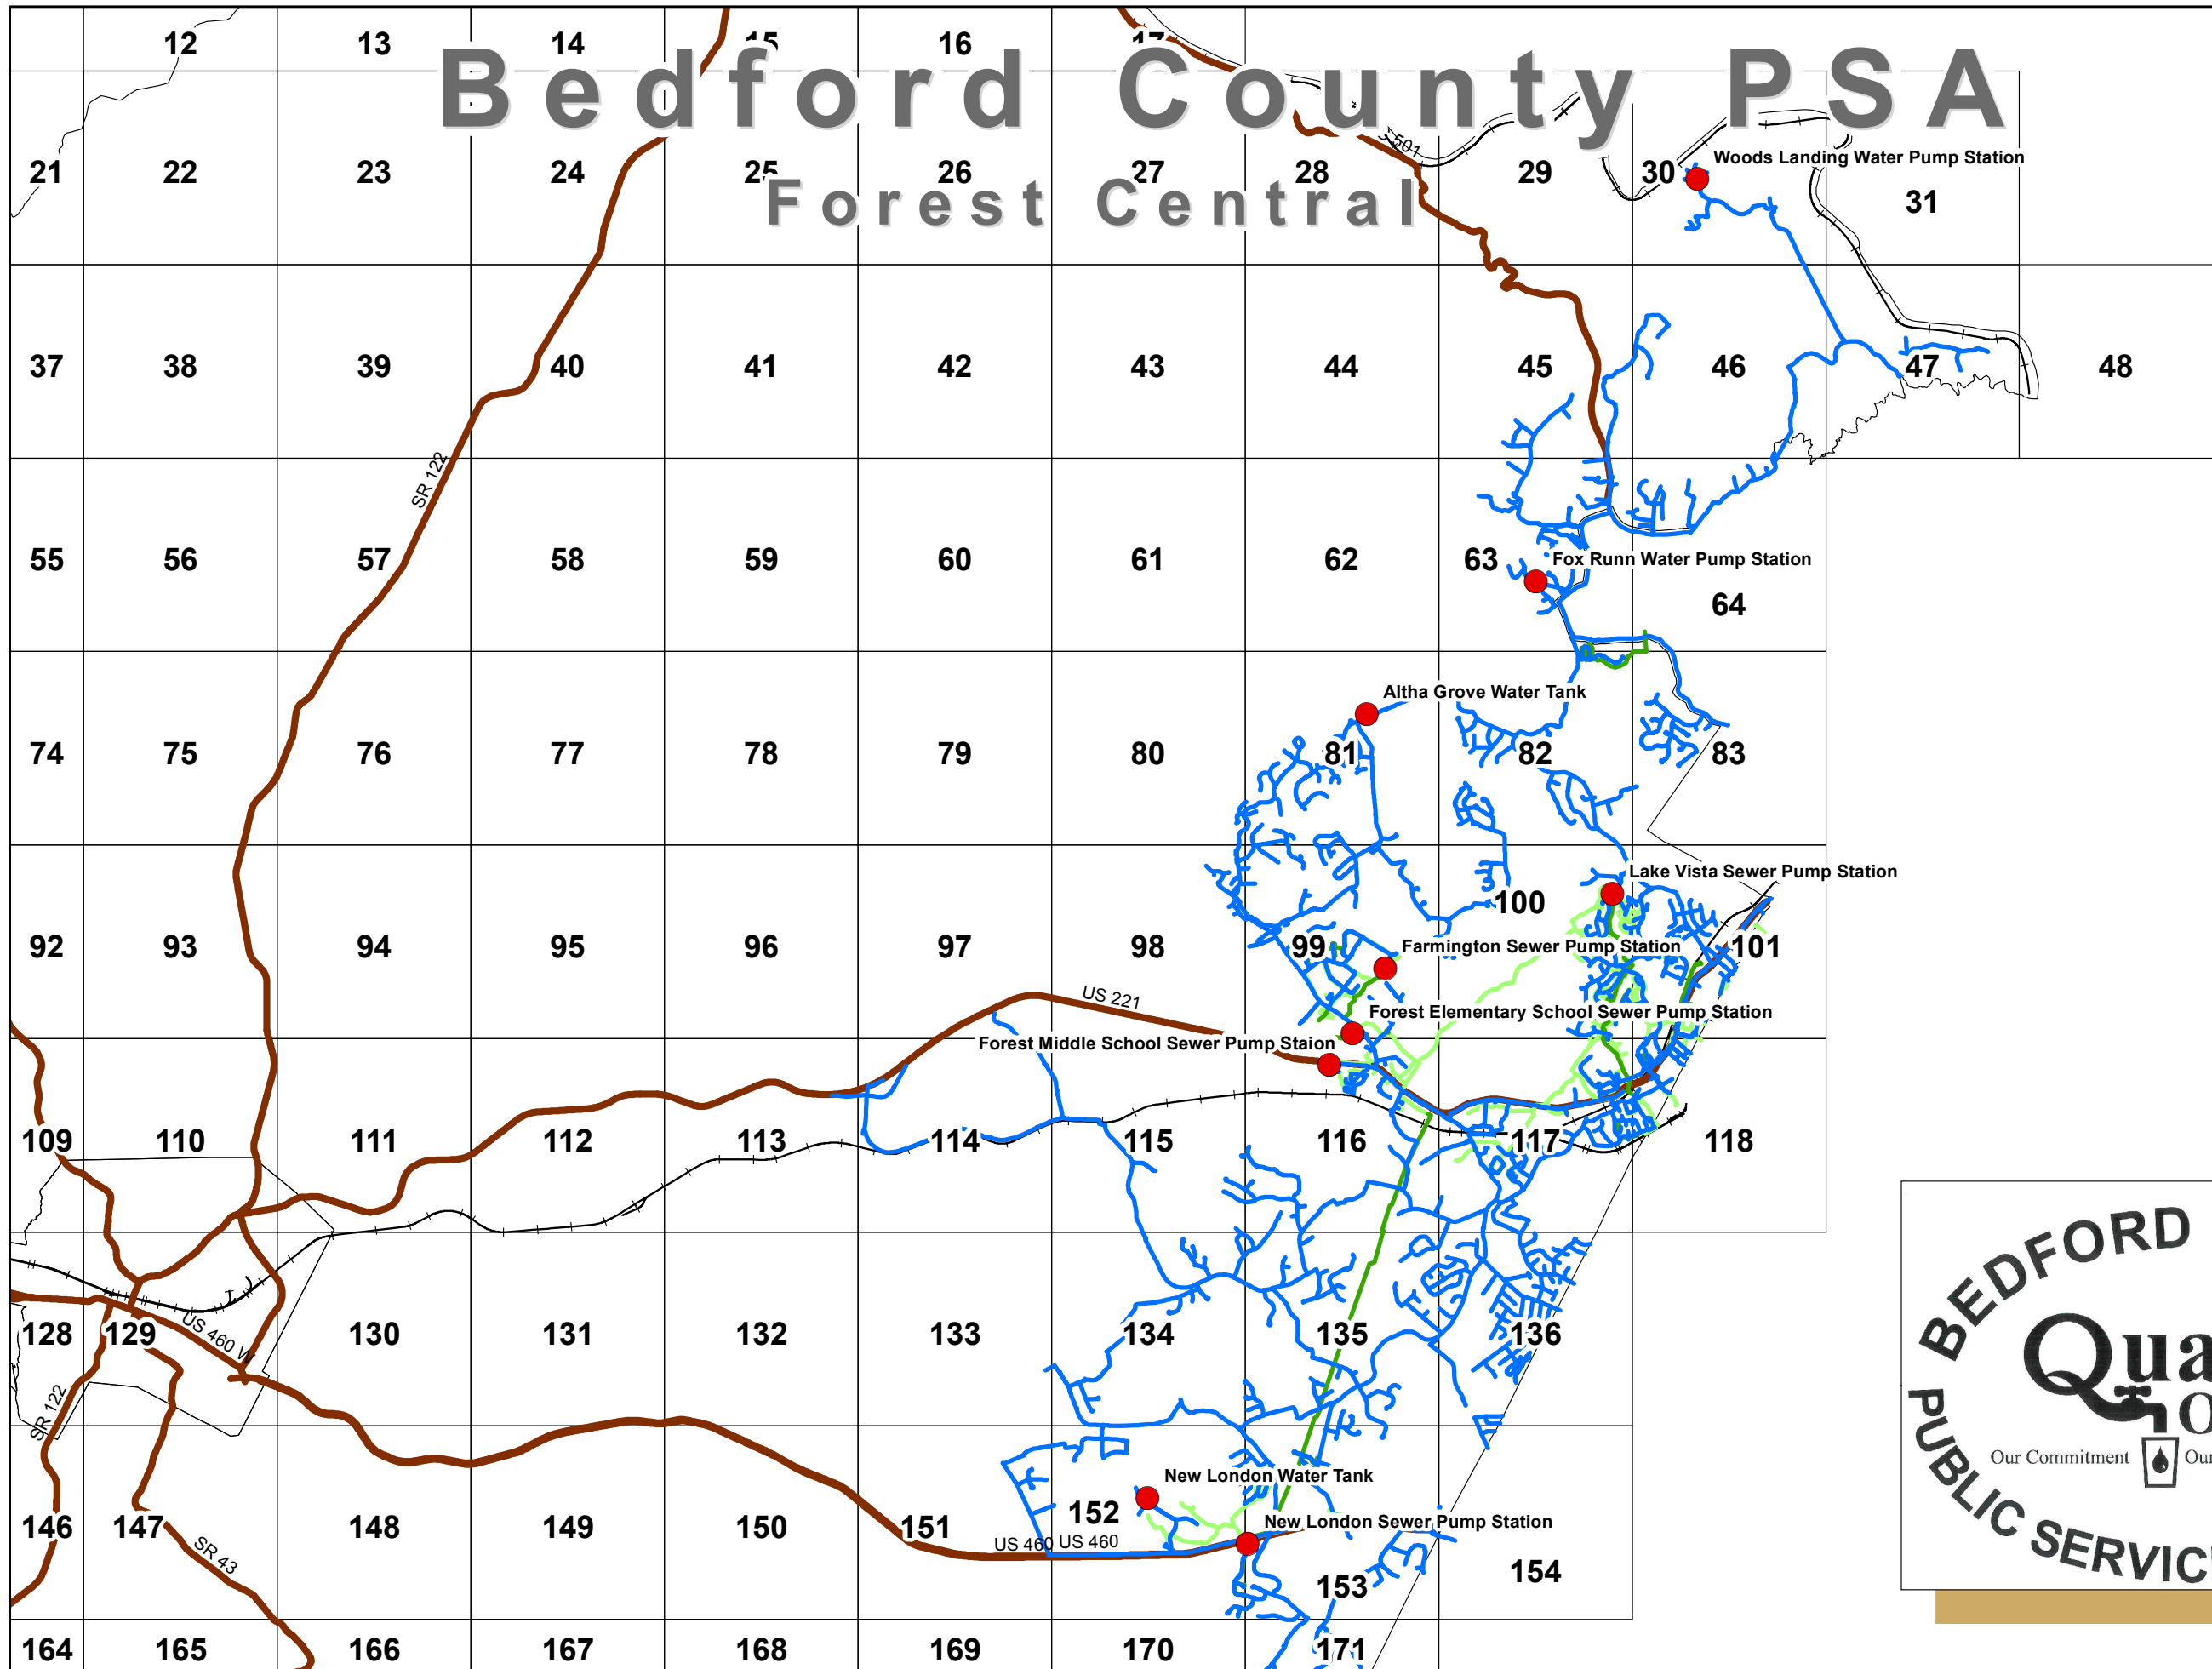 12 13 14 15 16 17
Bedford County PSA
501
21 22 23 24 25 26 27 28 29 30 Woods Landing Water Pump Station
31
Forest Central
37 38 39 40 41 42 43 44 45 46 47 48
SR 122
55 56 57 58 59 60 61 62 63 Fox Runn Water Pump Station
64
Altha Grove Water Tank
74 75 76 77 78 79 80 81 82 83
Lake Vista Sewer Pump Station
100
92 93 94 95 96 97 98 99 Farmington Sewer Pump Station 101
US 221
Forest Elementary School Sewer Pump Station
Forest Middle School Sewer Pump Staion
109 110 111 112 113 114 115 116 117 118
128 129 US 460 W 130 131 132 133 134 135 136
SR 122
New London Water Tank
152
New London Sewer Pump Station
146 147 148 149 150 151
US 460 US 460
SR 43
153 154
164 165 166 167 168 169 170 171
BEDFORD
Qua
O
Our Commitment Our
PUBLIC SERVIC